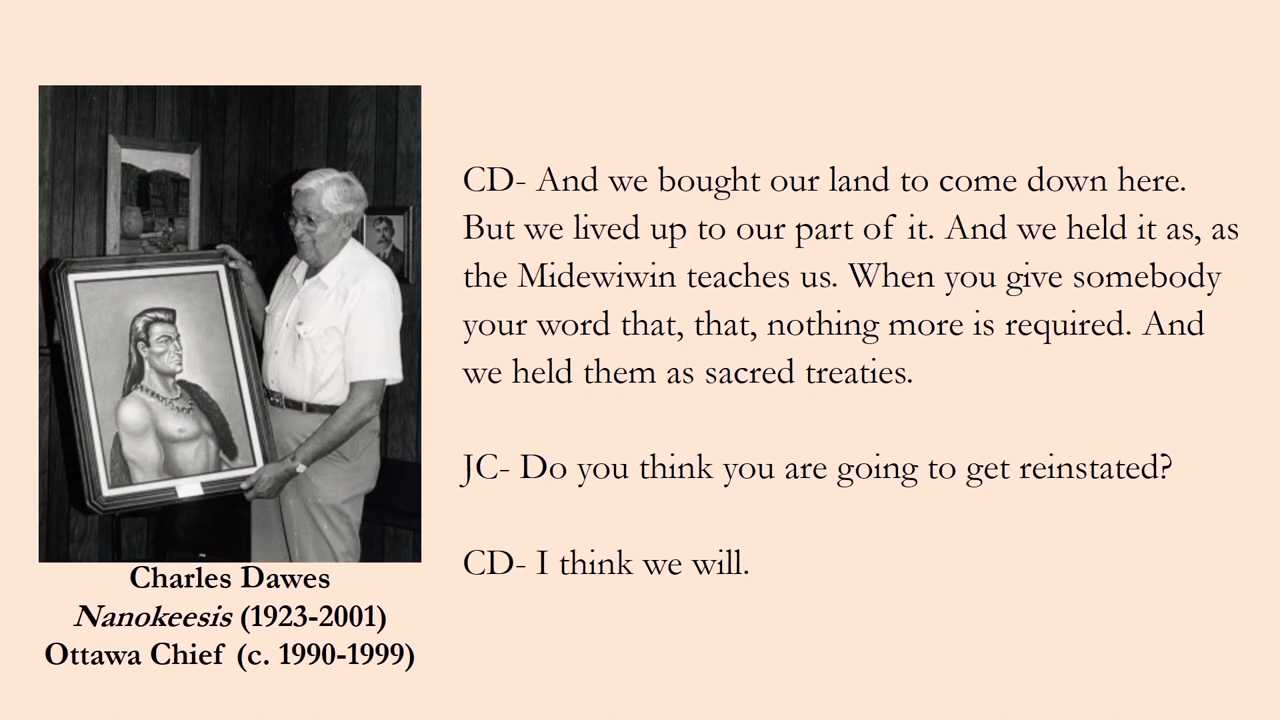 CD- And we bought our land to come down here.
But we lived up to our part of it. And we held it as, as
the Midewiwin teaches us. When you give somebody
your word that, that, nothing more is required. And
we held them as sacred treaties.
JC- Do you think you are going to get reinstated?
CD- I think we will.
Charles Dawes
Nanokeesis (1923-2001)
Ottawa Chief (c. 1990-1999)